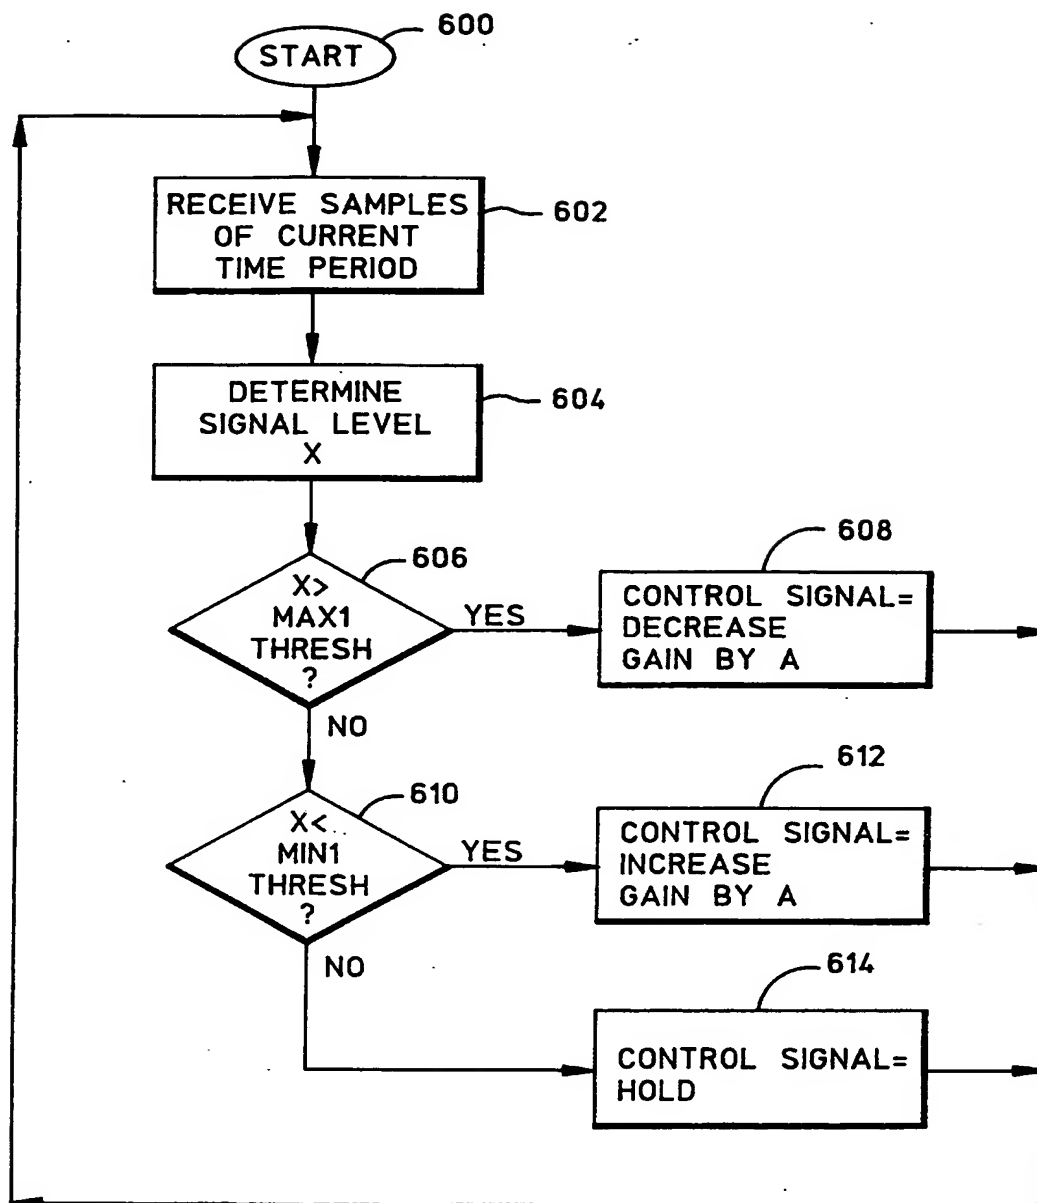 600
START
RECEIVE SAMPLES
OF CURRENT
TIME PERIOD
602
DETERMINE
SIGNAL LEVEL
X
604
606
X>
MAX1
THRESH
?
YES
NO
608
CONTROL SIGNAL=
DECREASE
GAIN BY A
610
X<
MIN1
THRESH
?
YES
NO
612
CONTROL SIGNAL=
INCREASE
GAIN BY A
614
CONTROL SIGNAL=
HOLD